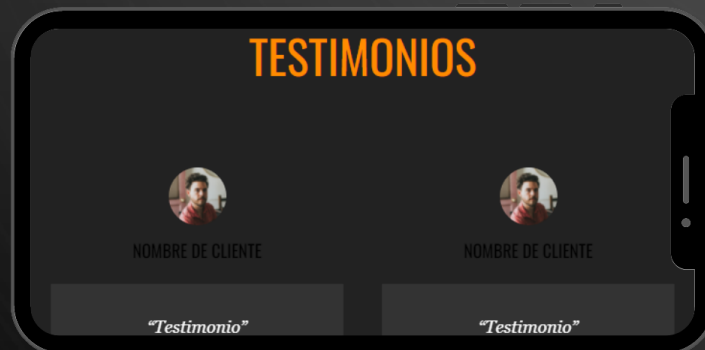 TESTIMONIOS
NOMBRE DE CLIENTE
NOMBRE DE CLIENTE
“Testimonio”
“Testimonio”